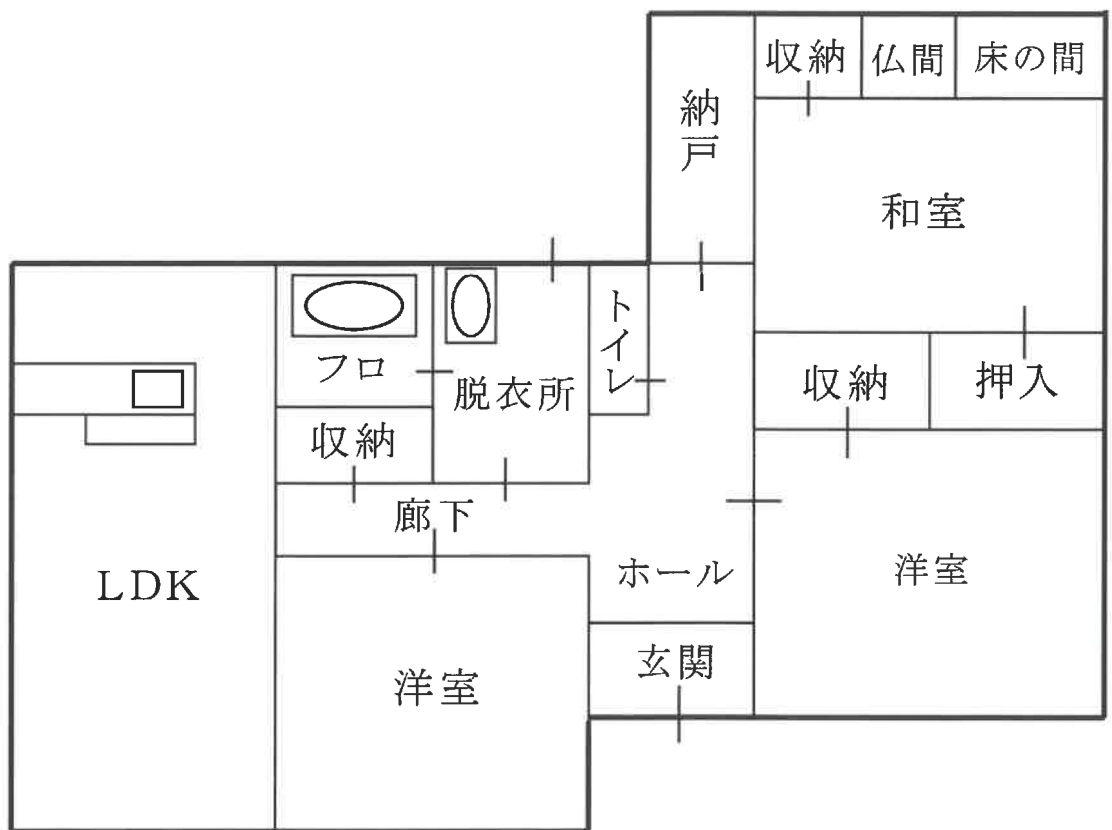 収納 仏間 床の間
納戸
和室
トイレ
フロ
脱衣所
収納 押入
収納
廊下
LDK
ホール
洋室
玄関
洋室